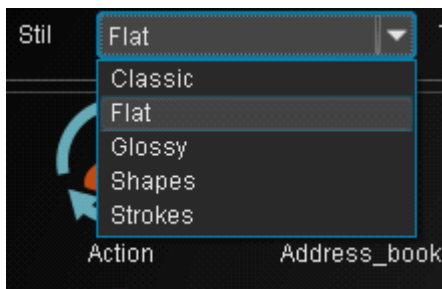 Stil Flat
Classic
Flat
Glossy
Shapes
Strokes
Action Address_book